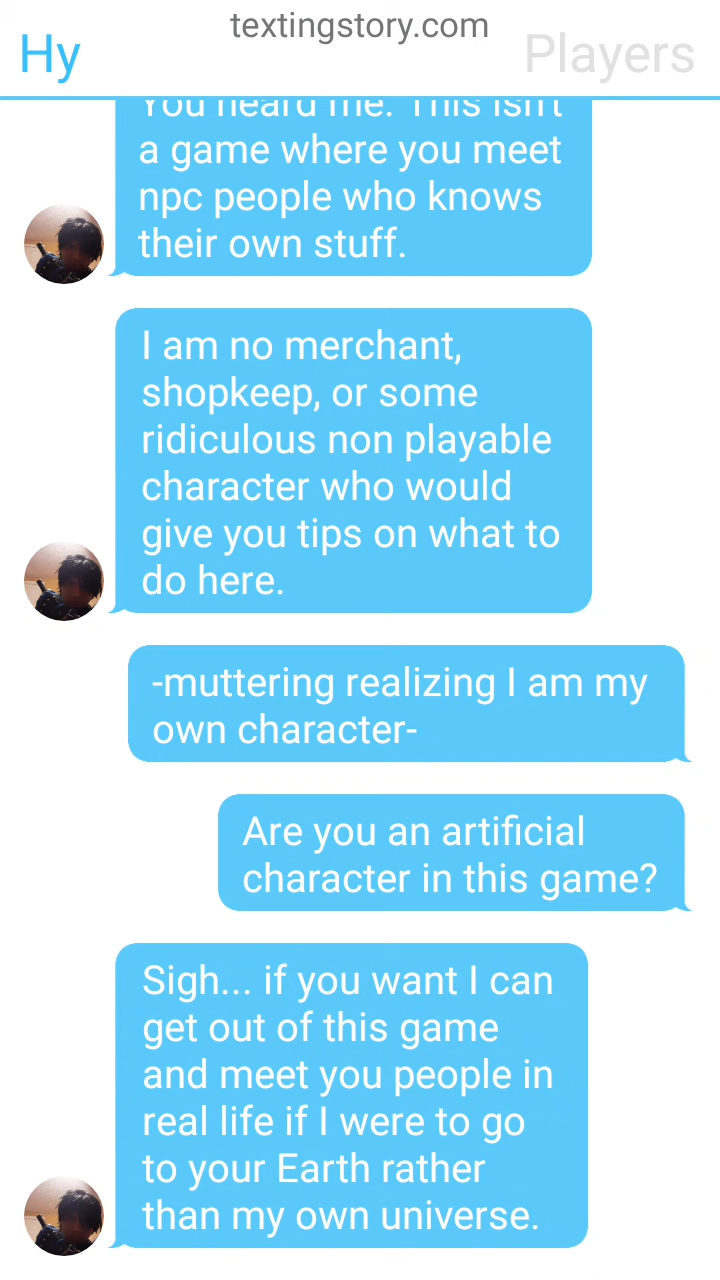 textingstory.com
Hy
Players
You heard me. This isn't
a game where you meet
npc people who knows
their own stuff.
I am no merchant,
shopkeep, or some
ridiculous non playable
character who would
give you tips on what to
do here.
-muttering realizing I am my
own character-
Are you an artificial
character in this game?
Sigh... if you want I can
get out of this game
and meet you people in
real life if I were to go
to your Earth rather
than my own universe.